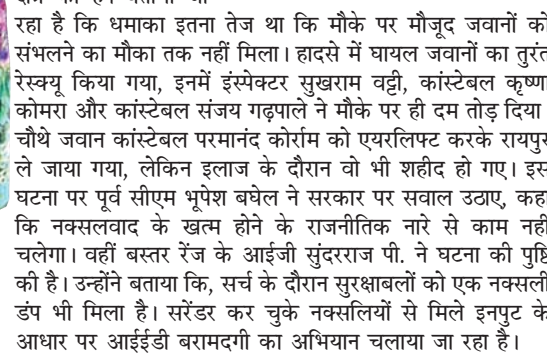 रहा है कि धमाका इतना तेज था कि मौके पर मौजूद जवानों को
संभलने का मौका तक नहीं मिला। हादसे में घायल जवानों का तुरंत
रेस्क्यू किया गया, इनमें इंस्पेक्टर सुखराम वट्टी, कांस्टेबल कृष्णा
कोमरा और कांस्टेबल संजय गढ़पाले ने मौके पर ही दम तोड़ दिया
चौथे जवान कांस्टेबल परमानंद कोर्राम को एयरलिफ्ट करके रायपुर
ले जाया गया, लेकिन इलाज के दौरान वो भी शहीद हो गए। इस
घटना पर पूर्व सीएम भूपेश बघेल ने सरकार पर सवाल उठाए, कहा
कि नक्सलवाद के खत्म होने के राजनीतिक नारे से काम नहीं
चलेगा। वहीं बस्तर रेंज के आईजी सुंदरराज पी. ने घटना की पुष्टि
की है। उन्होंने बताया कि, सर्च के दौरान सुरक्षाबलों को एक नक्सली
डंप भी मिला है। सरेंडर कर चुके नक्सलियों से मिले इनपुट के
आधार पर आईईडी बरामदगी का अभियान चलाया जा रहा है।